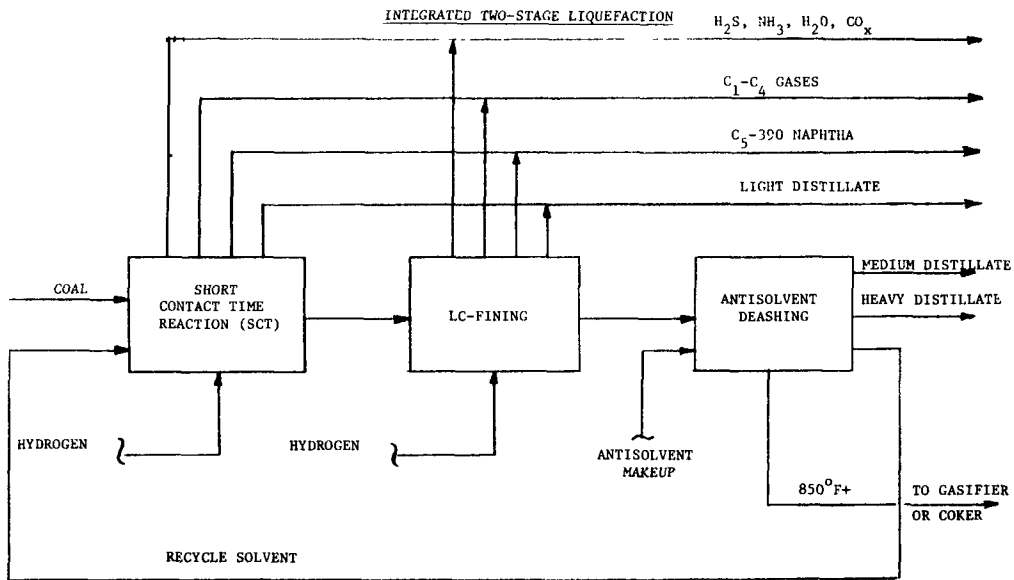 INTEGRATED TWO-STAGE LIQUEFACTION
H₂S, NH₃, H₂O, COₓ
C₁-C₄ GASES
C₅-390 NAPHTHA
LIGHT DISTILLATE
COAL
SHORT
CONTACT TIME
REACTION (SCT)
LC-FINING
ANTISOLVENT
DEASHING
MEDIUM DISTILLATE
HEAVY DISTILLATE
HYDROGEN
HYDROGEN
ANTISOLVENT
MAKEUP
850°F+
TO GASIFIER
OR COKER
RECYCLE SOLVENT